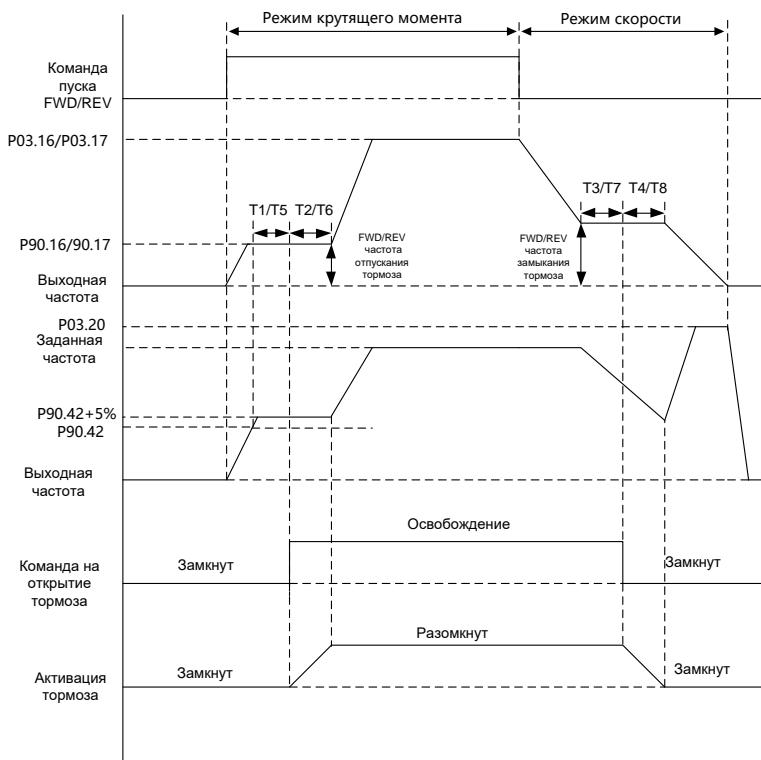 Режим крутящего момента
Режим скорости
Команда
пуска
FWD/REV
P03.16/P03.17
T1/T5
T2/T6
T3/T7
T4/T8
P90.16/90.17
FWD/REV
частота
отпускания
тормоза
FWD/REV
частота
замыкания
тормоза
Выходная
частота
P03.20
Заданная
частота
P90.42+5%
P90.42
Выходная
частота
Освобождение
Команда на
открытие
тормоза
Замкнут
Замкнут
Разомкнут
Активация
тормоза
Замкнут
Замкнут